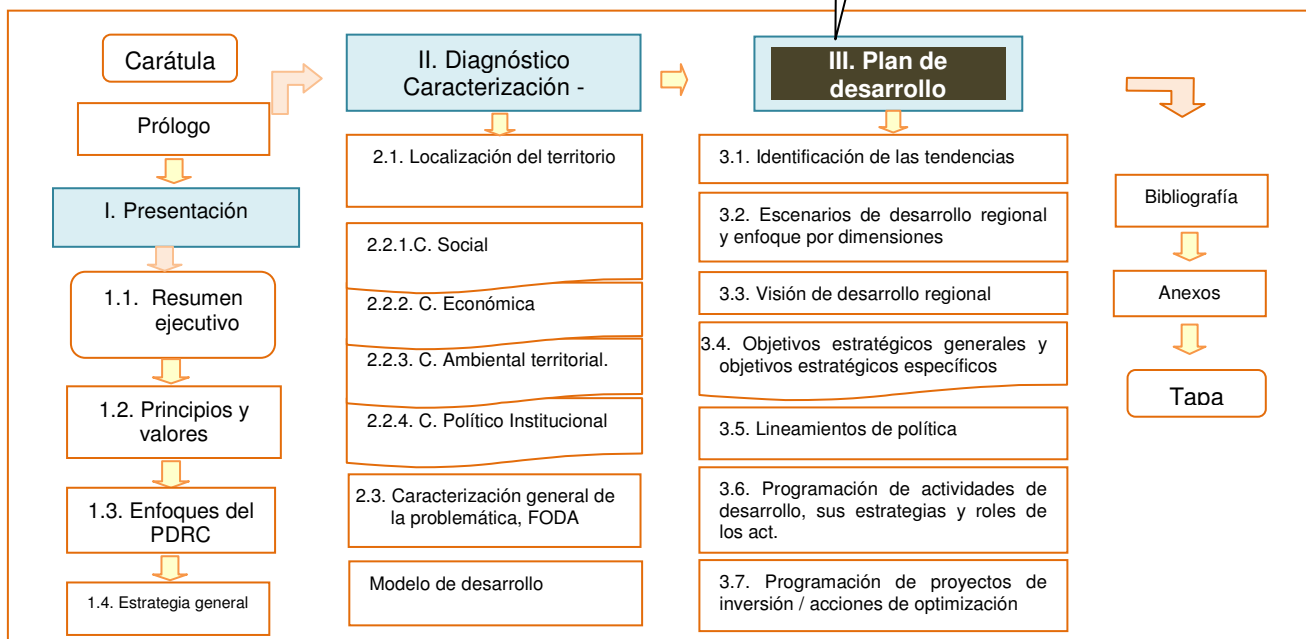 Carátula
Prólogo
I. Presentación
1.1. Resumen
ejecutivo
1.2. Principios y
valores
1.3. Enfoques del
PDRC
1.4. Estrategia general
II. Diagnóstico
Caracterización -
2.1. Localización del territorio
2.2.1.C. Social
2.2.2. C. Económica
2.2.3. C. Ambiental territorial.
2.2.4. C. Político Institucional
2.3. Caracterización general de
la problemática, FODA
Modelo de desarrollo
III. Plan de
desarrollo
3.1. Identificación de las tendencias
3.2. Escenarios de desarrollo regional
y enfoque por dimensiones
3.3. Visión de desarrollo regional
3.4. Objetivos estratégicos generales y
objetivos estratégicos específicos
3.5. Lineamientos de política
3.6. Programación de actividades de
desarrollo, sus estrategias y roles de
los act.
3.7. Programación de proyectos de
inversión / acciones de optimización
Bibliografía
Anexos
Tapa